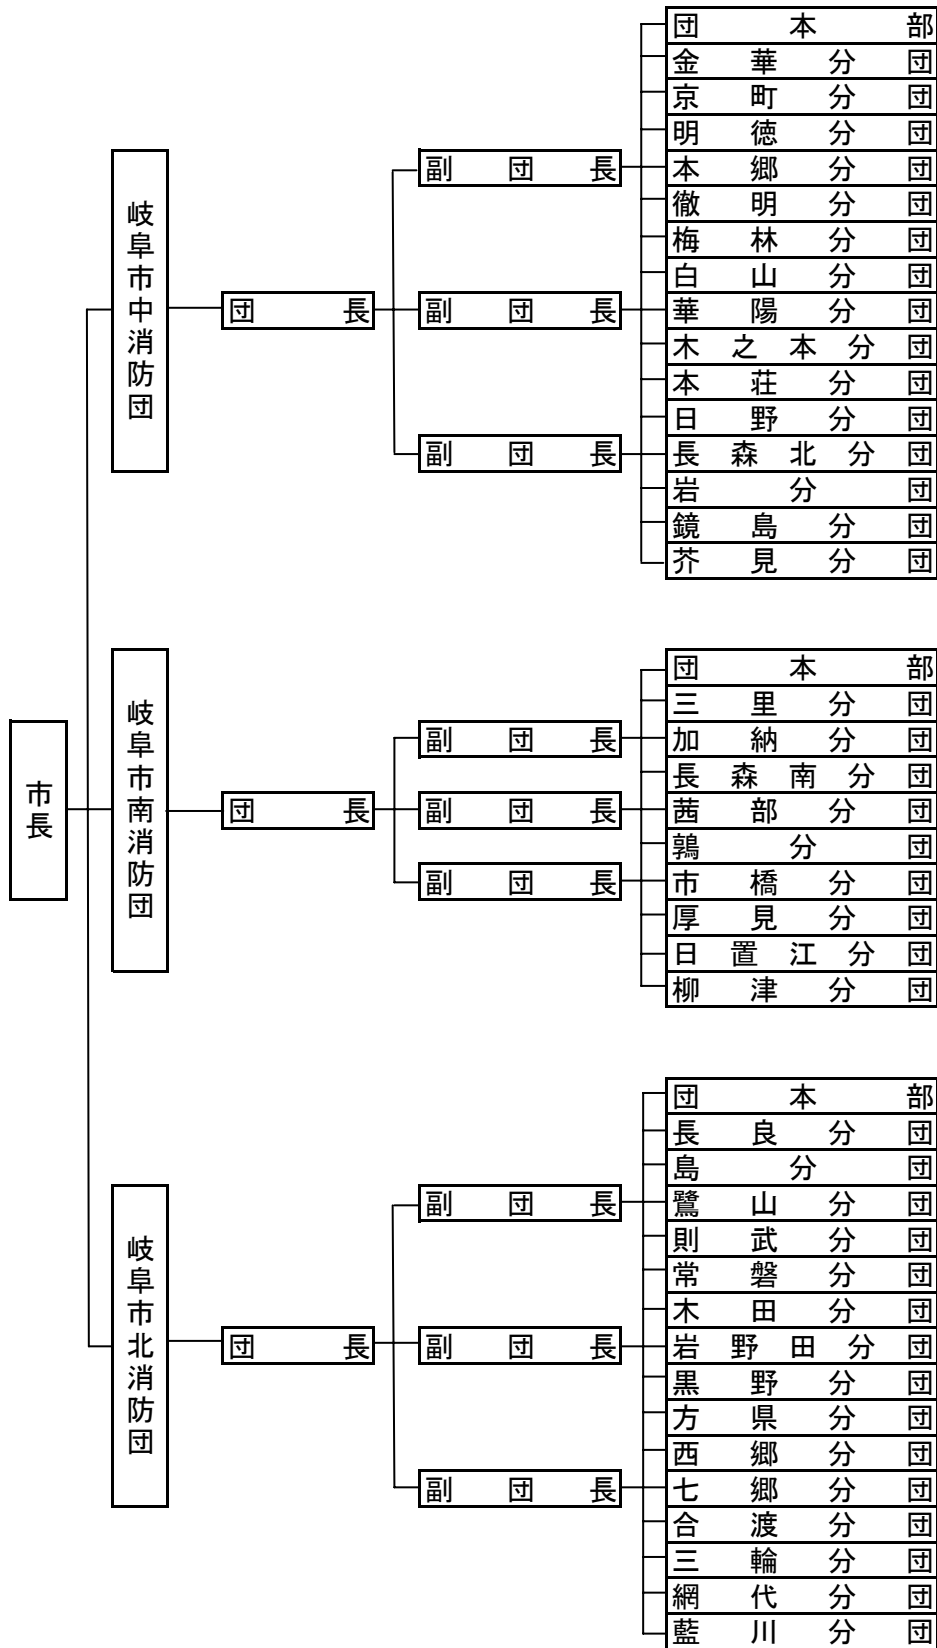 市長
岐阜市中消防団
団長
副団長
副団長
副団長
団本部
金華分団
京町分団
明徳分団
本郷分団
徹明分団
梅林分団
白山分団
華陽分団
木之本分団
本荘分団
日野分団
長森北分団
岩分団
鏡島分団
芥見分団
岐阜市南消防団
団長
副団長
副団長
副団長
団本部
三里分団
加納分団
長森南分団
茜部分団
鶉分団
市橋分団
厚見分団
日置江分団
柳津分団
岐阜市北消防団
団長
副団長
副団長
副団長
団本部
長良分団
島分団
鷺山分団
則武分団
常磐分団
木田分団
岩野田分団
黒野分団
方県分団
西郷分団
七郷分団
合渡分団
三輪分団
網代分団
藍川分団